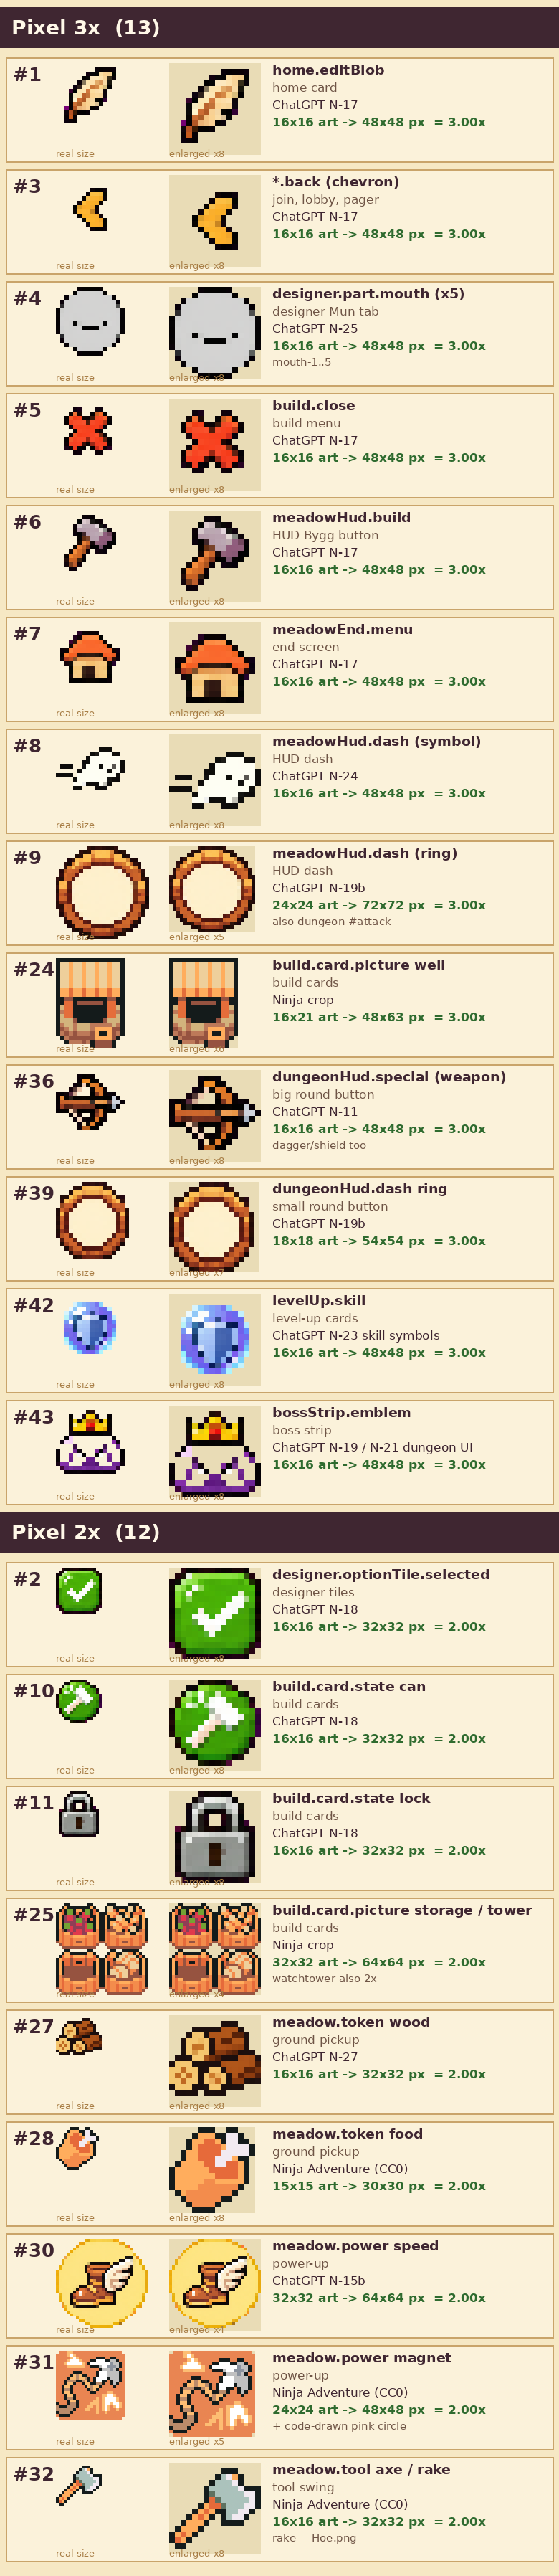 Pixel 3x (13)
#1
home.editBlob
home card
ChatGPT N-17
16x16 art -> 48x48 px = 3.00x
real size
enlarged x8
#3
*.back (chevron)
join, lobby, pager
ChatGPT N-17
16x16 art -> 48x48 px = 3.00x
real size
enlarged x8
#4
designer.part.mouth (x5)
designer Mun tab
ChatGPT N-25
16x16 art -> 48x48 px = 3.00x
mouth-1..5
real size
enlarged x8
#5
build.close
build menu
ChatGPT N-17
16x16 art -> 48x48 px = 3.00x
real size
enlarged x8
#6
meadowHud.build
HUD Bygg button
ChatGPT N-17
16x16 art -> 48x48 px = 3.00x
real size
enlarged x8
#7
meadowEnd.menu
end screen
ChatGPT N-17
16x16 art -> 48x48 px = 3.00x
real size
enlarged x8
#8
meadowHud.dash (symbol)
HUD dash
ChatGPT N-24
16x16 art -> 48x48 px = 3.00x
real size
enlarged x8
#9
meadowHud.dash (ring)
HUD dash
ChatGPT N-19b
24x24 art -> 72x72 px = 3.00x
also dungeon #attack
real size
enlarged x5
#24
build.card.picture well
build cards
Ninja crop
16x21 art -> 48x63 px = 3.00x
real size
enlarged x6
#36
dungeonHud.special (weapon)
big round button
ChatGPT N-11
16x16 art -> 48x48 px = 3.00x
dagger/shield too
real size
enlarged x8
#39
dungeonHud.dash ring
small round button
ChatGPT N-19b
18x18 art -> 54x54 px = 3.00x
real size
enlarged x7
#42
levelUp.skill
level-up cards
ChatGPT N-23 skill symbols
16x16 art -> 48x48 px = 3.00x
real size
enlarged x8
#43
bossStrip.emblem
boss strip
ChatGPT N-19 / N-21 dungeon UI
16x16 art -> 48x48 px = 3.00x
real size
enlarged x8
Pixel 2x (12)
#2
designer.optionTile.selected
designer tiles
ChatGPT N-18
16x16 art -> 32x32 px = 2.00x
real size
enlarged x8
#10
build.card.state can
build cards
ChatGPT N-18
16x16 art -> 32x32 px = 2.00x
real size
enlarged x8
#11
build.card.state lock
build cards
ChatGPT N-18
16x16 art -> 32x32 px = 2.00x
real size
enlarged x8
#25
build.card.picture storage / tower
build cards
Ninja crop
32x32 art -> 64x64 px = 2.00x
watchtower also 2x
real size
enlarged x4
#27
meadow.token wood
ground pickup
ChatGPT N-27
16x16 art -> 32x32 px = 2.00x
real size
enlarged x8
#28
meadow.token food
ground pickup
Ninja Adventure (CC0)
15x15 art -> 30x30 px = 2.00x
real size
enlarged x8
#30
meadow.power speed
power-up
ChatGPT N-15b
32x32 art -> 64x64 px = 2.00x
real size
enlarged x4
#31
meadow.power magnet
power-up
Ninja Adventure (CC0)
24x24 art -> 48x48 px = 2.00x
+ code-drawn pink circle
real size
enlarged x5
#32
meadow.tool axe / rake
tool swing
Ninja Adventure (CC0)
16x16 art -> 32x32 px = 2.00x
rake = Hoe.png
real size
enlarged x8